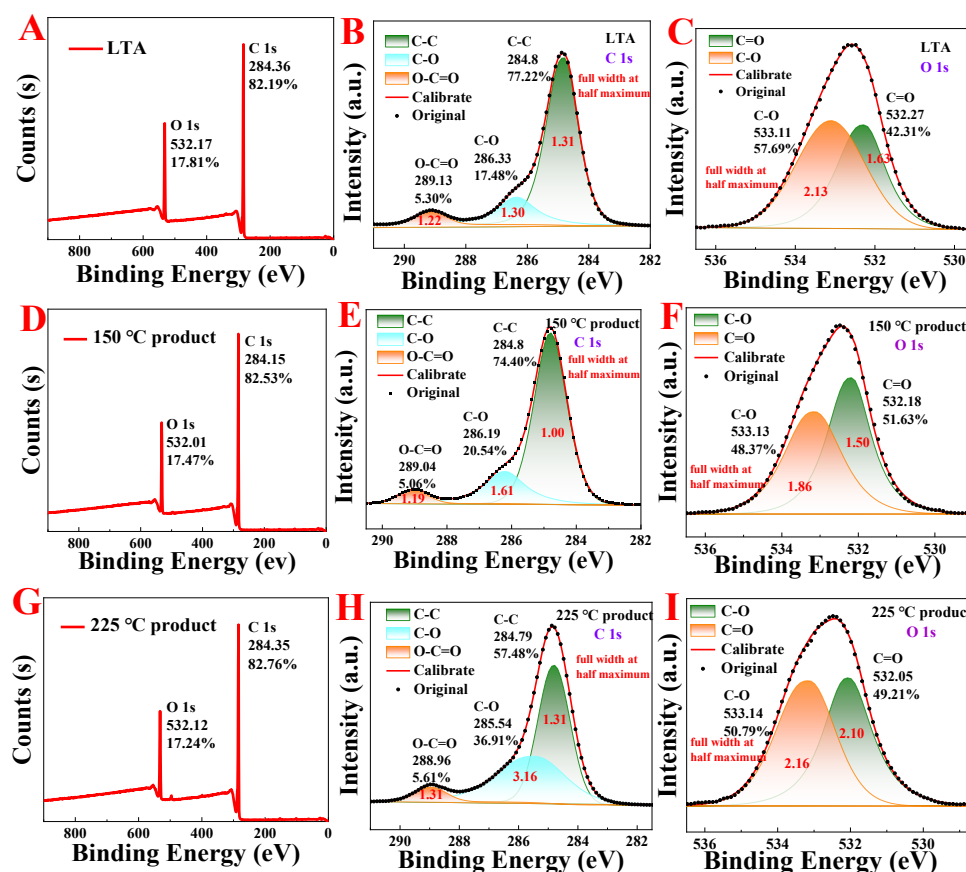 A
LTA
C 1s
284.36
82.19%
O 1s
532.17
17.81%
Counts (s)
800 600 400 200 0
Binding Energy (eV)
B
C-C
C-O
O-C=O
Calibrate
Original
C-C
284.8
77.22%
LTA
C 1s
full width at
half maximum
C-O
286.33
17.48%
O-C=O
289.13
5.30%
1.31
1.30
1.22
Intensity (a.u.)
290 288 286 284 282
Binding Energy (eV)
C
C=O
C-O
Calibrate
Original
LTA
O 1s
C=O
532.27
42.31%
C-O
533.11
57.69%
full width at
half maximum
1.63
2.13
Intensity (a.u.)
536 534 532 530
Binding Energy (eV)
D
150 °C product
C 1s
284.15
82.53%
O 1s
532.01
17.47%
Counts (s)
800 600 400 200 0
Binding Energy (ev)
E
C-C
C-O
O-C=O
Calibrate
Original
C-C
284.8
74.40%
150 °C product
C 1s
full width at
half maximum
C-O
286.19
20.54%
O-C=O
289.04
5.06%
1.00
1.61
1.19
Intensity (a.u.)
290 288 286 284 282
Binding Energy (eV)
F
C-O
C=O
Calibrate
Original
150 °C product
O 1s
C=O
532.18
51.63%
C-O
533.13
48.37%
full width at
half maximum
1.50
1.86
Intensity (a.u.)
536 534 532 530
Binding Energy (eV)
G
225 °C product
C 1s
284.35
82.76%
O 1s
532.12
17.24%
Counts (s)
800 600 400 200 0
Binding Energy (eV)
H
C-C
C-O
O-C=O
Calibrate
Original
C-C
284.79
57.48%
225 °C product
C 1s
full width at
half maximum
C-O
285.54
36.91%
O-C=O
288.96
5.61%
1.31
3.16
1.31
Intensity (a.u.)
290 288 286 284 282
Binding Energy (eV)
I
C-O
C=O
Calibrate
Original
225 °C product
O 1s
C=O
532.05
49.21%
C-O
533.14
50.79%
full width at
half maximum
2.10
2.16
Intensity (a.u.)
536 534 532 530
Binding Energy (eV)